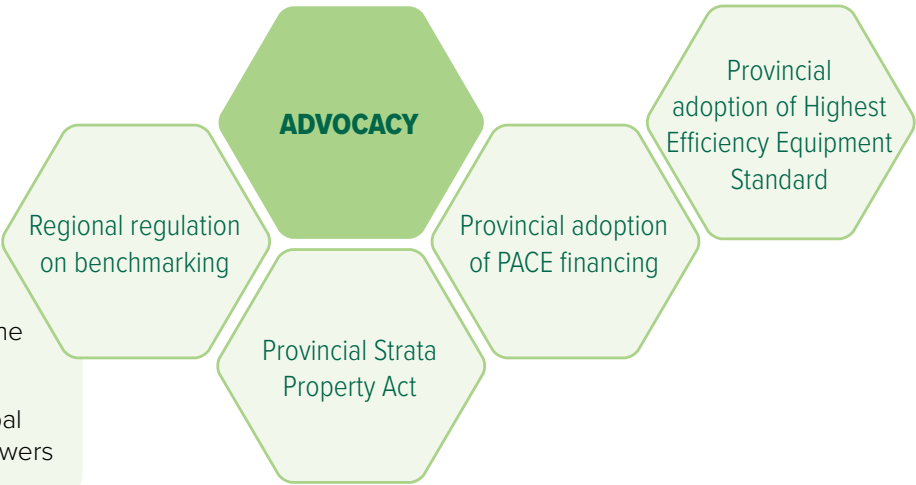 ADVOCACY
Provincial
adoption of Highest
Efficiency Equipment
Standard
Regional regulation
on benchmarking
Provincial adoption
of PACE financing
Provincial Strata
Property Act